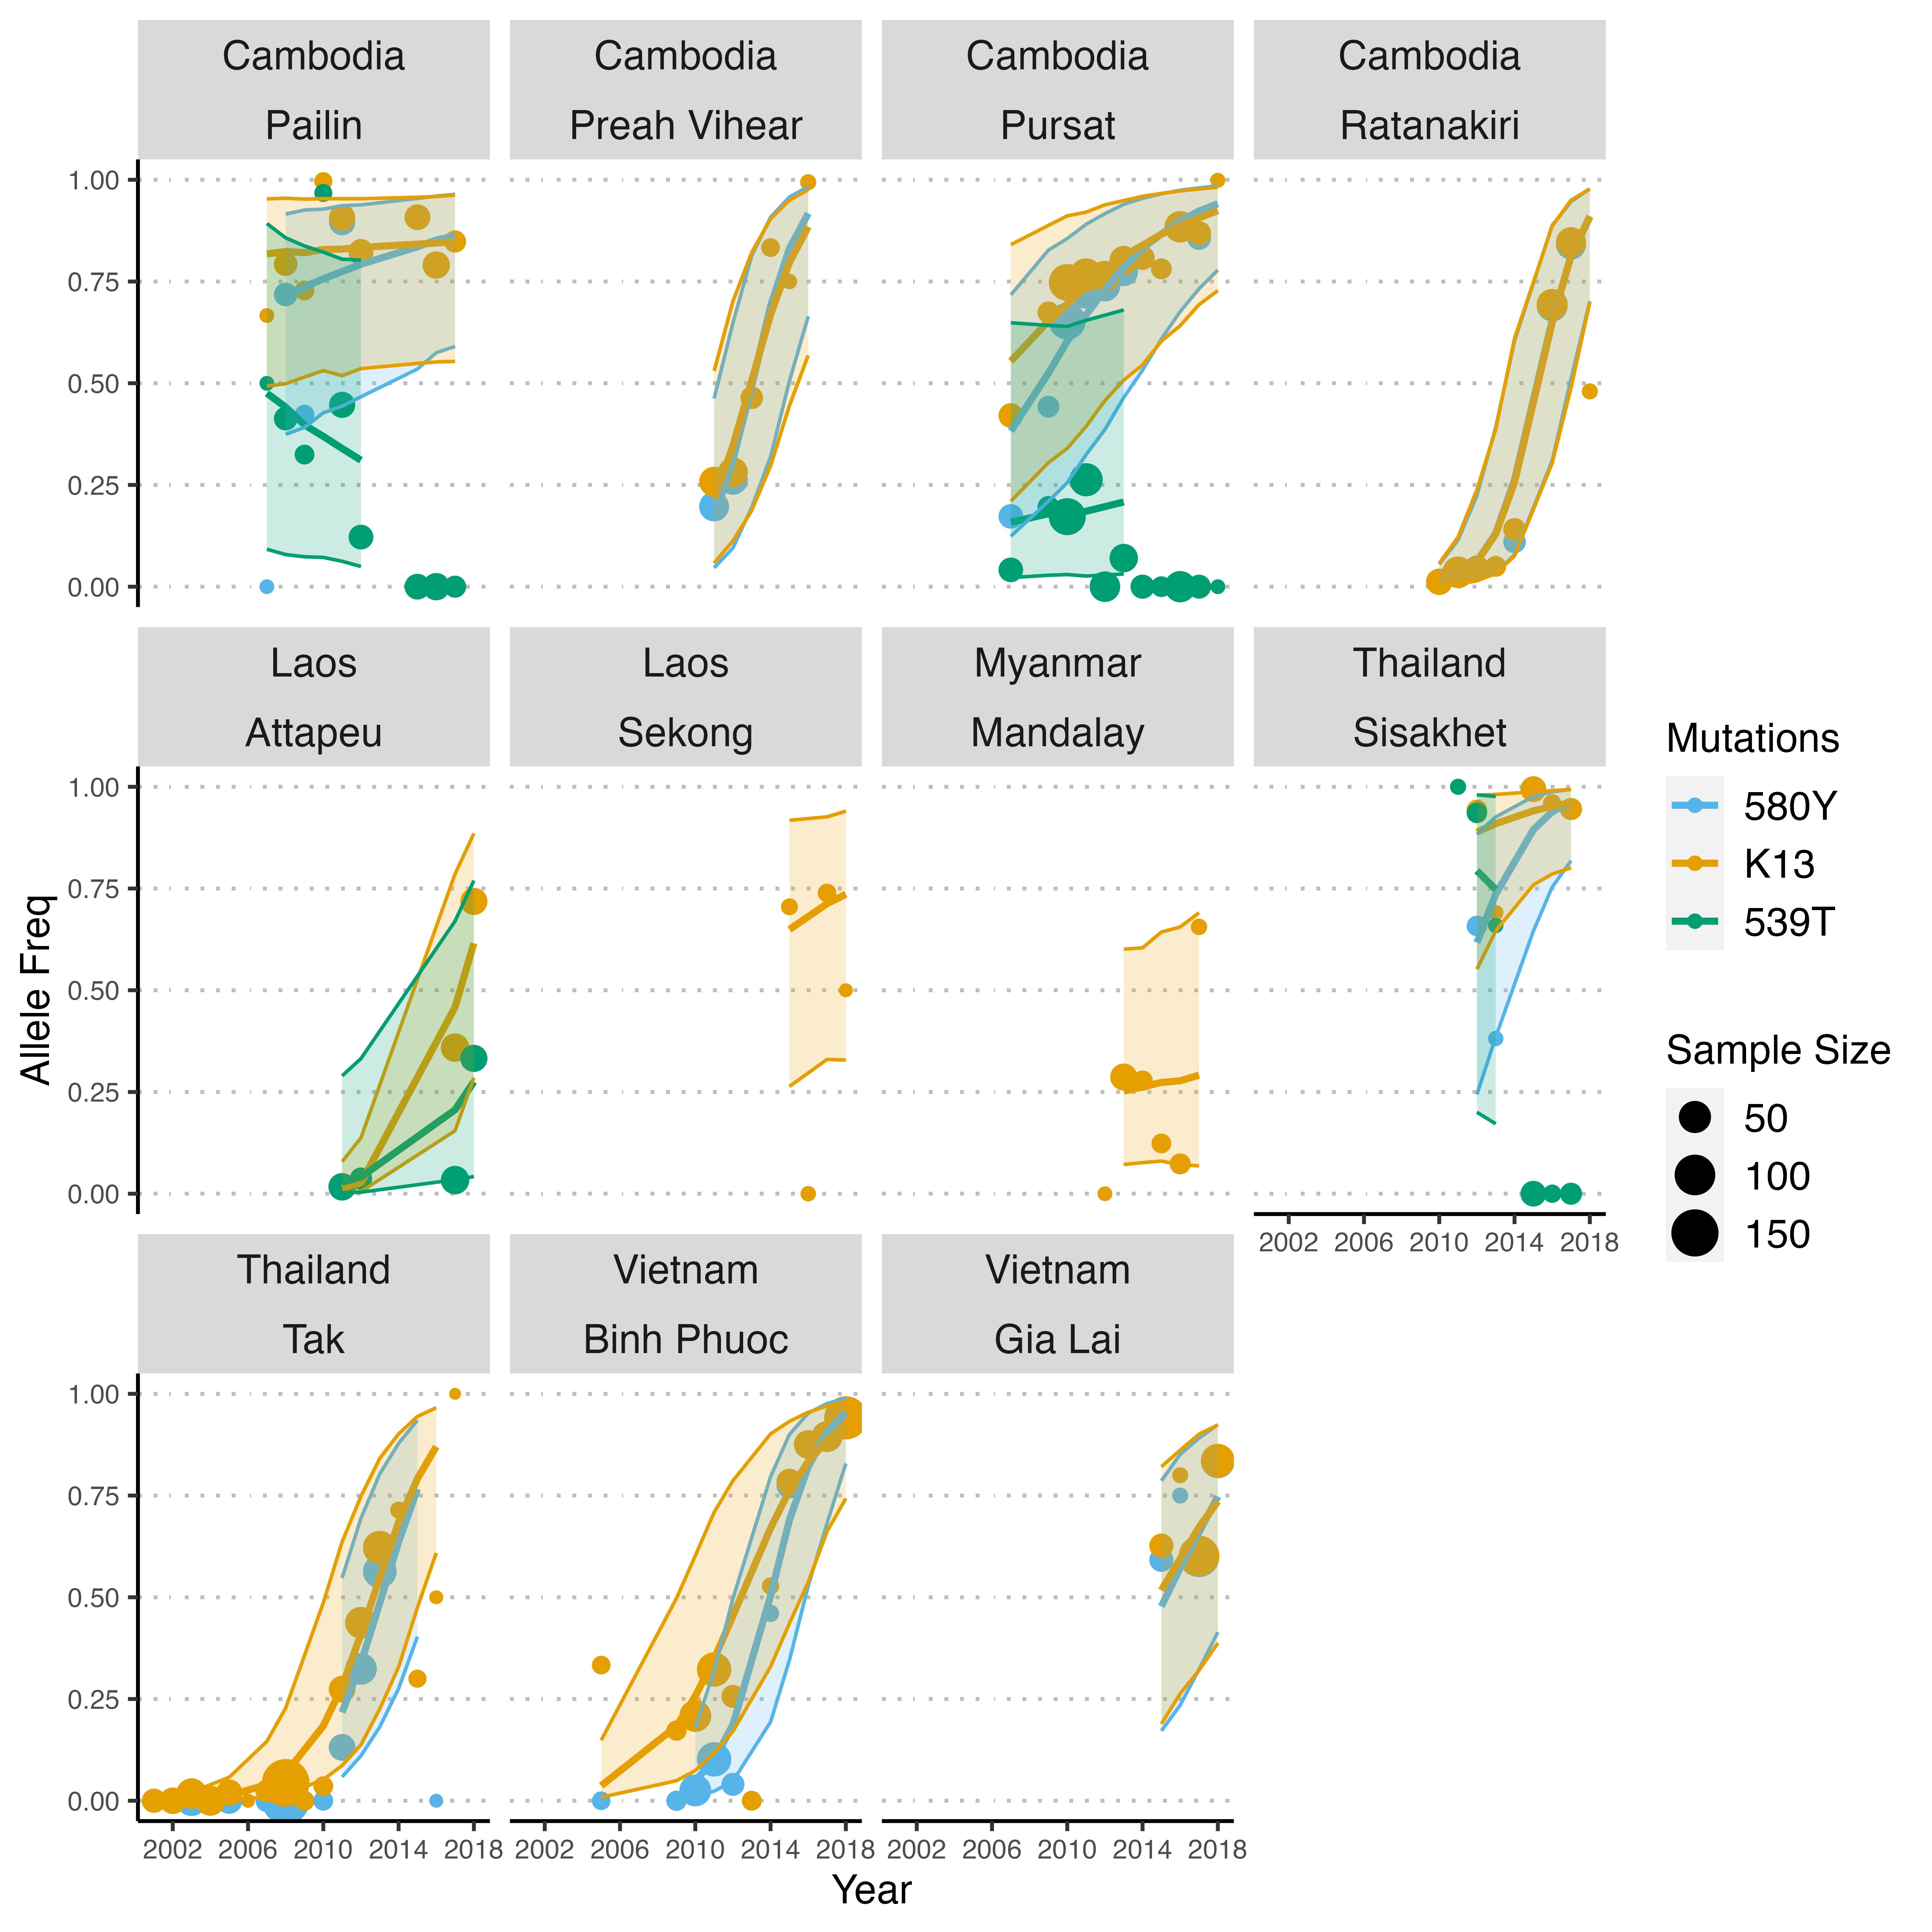 Cambodia
Pailin
Cambodia
Preah Vihear
Cambodia
Pursat
Cambodia
Ratanakiri
1.00
0.75
0.50
0.25
0.00
Laos
Attapeu
Laos
Sekong
Myanmar
Mandalay
Thailand
Sisakhet
1.00
0.75
0.50
0.25
0.00
2002 2006 2010 2014 2018
Thailand
Tak
Vietnam
Binh Phuoc
Vietnam
Gia Lai
1.00
0.75
0.50
0.25
0.00
2002 2006 2010 2014 2018
2002 2006 2010 2014 2018
2002 2006 2010 2014 2018
Year
Allele Freq
Mutations
580Y
K13
539T
Sample Size
50
100
150